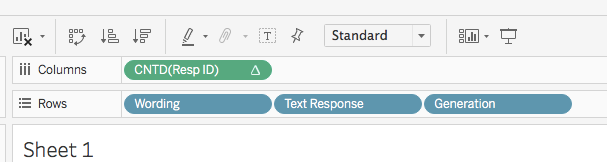 Standard
Columns CNTD(Resp ID)
Rows Wording Text Response Generation
Sheet 1